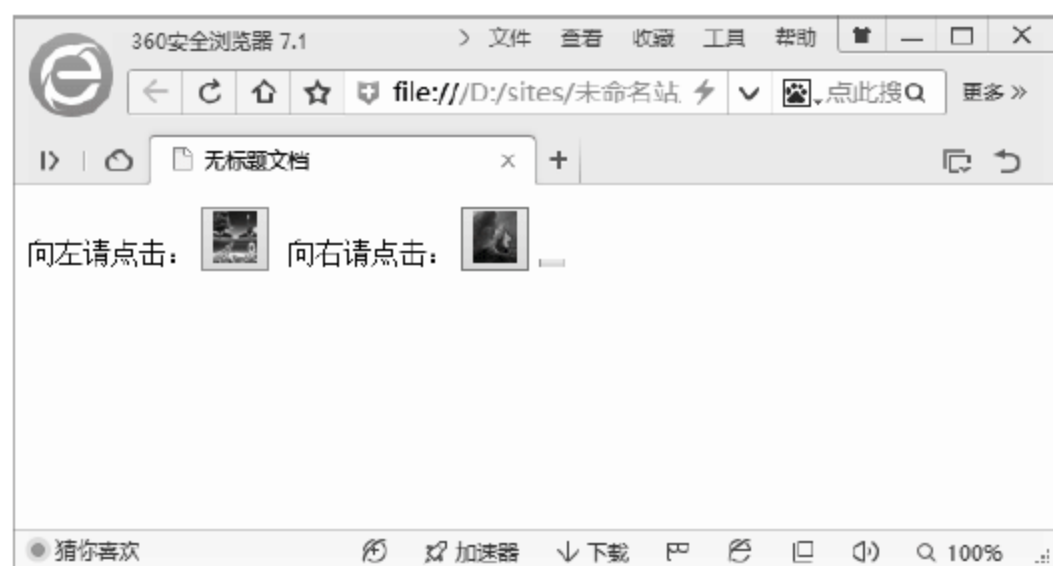 360安全浏览器 7.1 文件 查看 收藏 工具 帮助
file:///D:/sites/未命名站 点此搜 更多
无标题文档
向左请点击： 向右请点击：
猜你喜欢 加速器 下载 100%